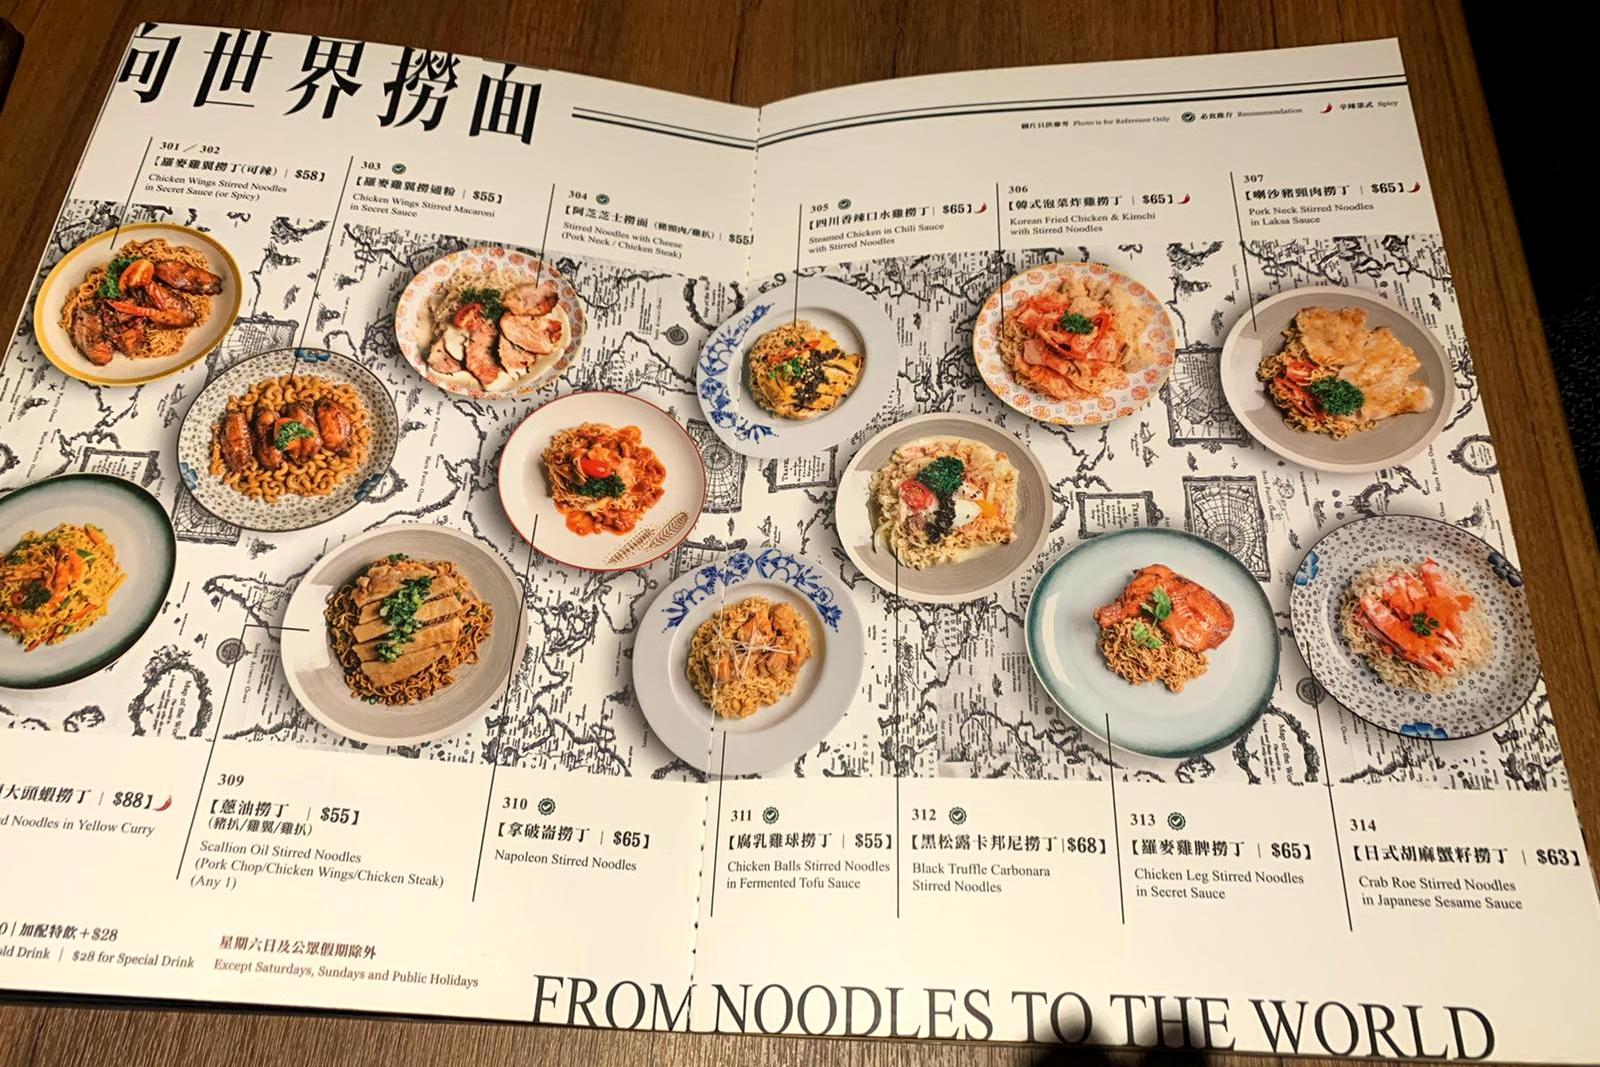 向世界撈面
圖片只供參考 Photo is for Reference Only
必食推介 Recommendation
辛辣菜式 Spicy
301 / 302
【羅麥雞翼撈丁(可辣) | $58】
Chicken Wings Stirred Noodles
in Secret Sauce (or Spicy)
303
【羅麥雞翼撈通粉 | $55】
Chicken Wings Stirred Macaroni
in Secret Sauce
304
【阿芝芝士撈面 (豬頸肉/雞扒) | $55】
Stirred Noodles with Cheese
(Pork Neck / Chicken Steak)
305
【四川香辣口水雞撈丁 | $65】
Steamed Chicken in Chili Sauce
with Stirred Noodles
306
【韓式泡菜炸雞撈丁 | $65】
Korean Fried Chicken & Kimchi
with Stirred Noodles
307
【喇沙豬頸肉撈丁 | $65】
Pork Neck Stirred Noodles
in Laksa Sauce
大頭蝦撈丁 | $88】
Noodles in Yellow Curry
309
【蔥油撈丁 | $55】
(豬扒/雞翼/雞扒)
Scallion Oil Stirred Noodles
(Pork Chop/Chicken Wings/Chicken Steak)
(Any 1)
310
【拿破崙撈丁 | $65】
Napoleon Stirred Noodles
311
【腐乳雞球撈丁 | $55】
Chicken Balls Stirred Noodles
in Fermented Tofu Sauce
312
【黑松露卡邦尼撈丁 | $68】
Black Truffle Carbonara
Stirred Noodles
313
【羅麥雞脾撈丁 | $65】
Chicken Leg Stirred Noodles
in Secret Sauce
314
【日式胡麻蟹籽撈丁 | $63】
Crab Roe Stirred Noodles
in Japanese Sesame Sauce
0 | 加配特飲+$28
Drink | $28 for Special Drink
星期六日及公眾假期除外
Except Saturdays, Sundays and Public Holidays
FROM NOODLES TO THE WORLD